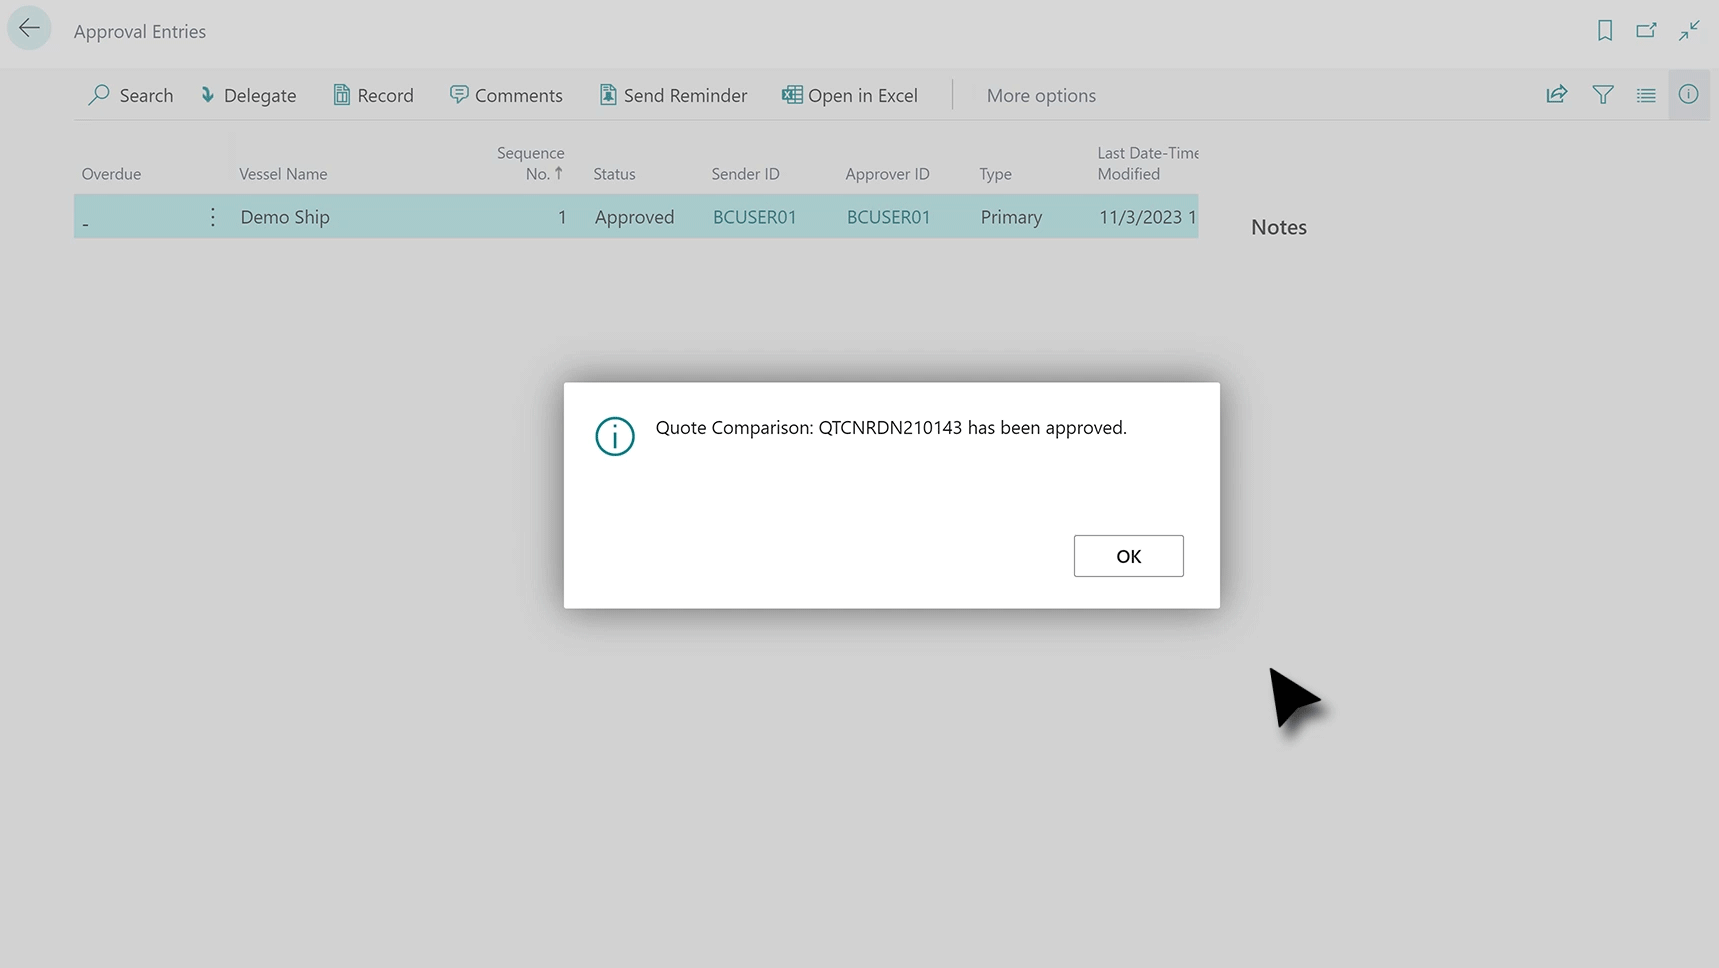 Approval Entries
Search Delegate Record Comments Send Reminder Open in Excel More options
Overdue Vessel Name Sequence No. ↑ Status Sender ID Approver ID Type Last Date-Time Modified
_ Demo Ship 1 Approved BCUSER01 BCUSER01 Primary 11/3/2023 1
Notes
Quote Comparison: QTCNRDN210143 has been approved.
OK